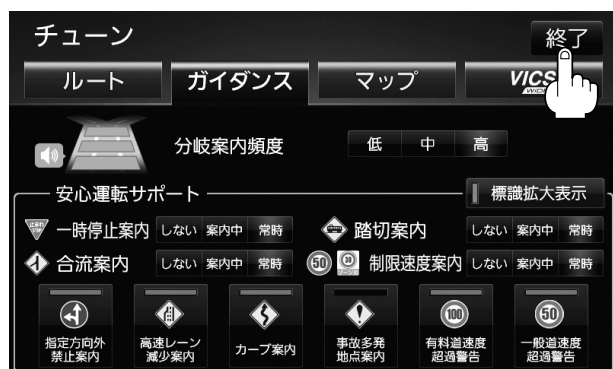 チューン 終了
ルート ガイダンス マップ VICS
分岐案内頻度 低 中 高
安心運転サポート 標識拡大表示
一時停止案内 しない 案内中 常時 踏切案内 しない 案内中 常時
合流案内 しない 案内中 常時 50 制限速度案内 しない 案内中 常時
100 50
指定方向外 高速レーン カーブ案内 事故多発 有料道速度 一般道速度
禁止案内 減少案内 地点案内 超過警告 超過警告